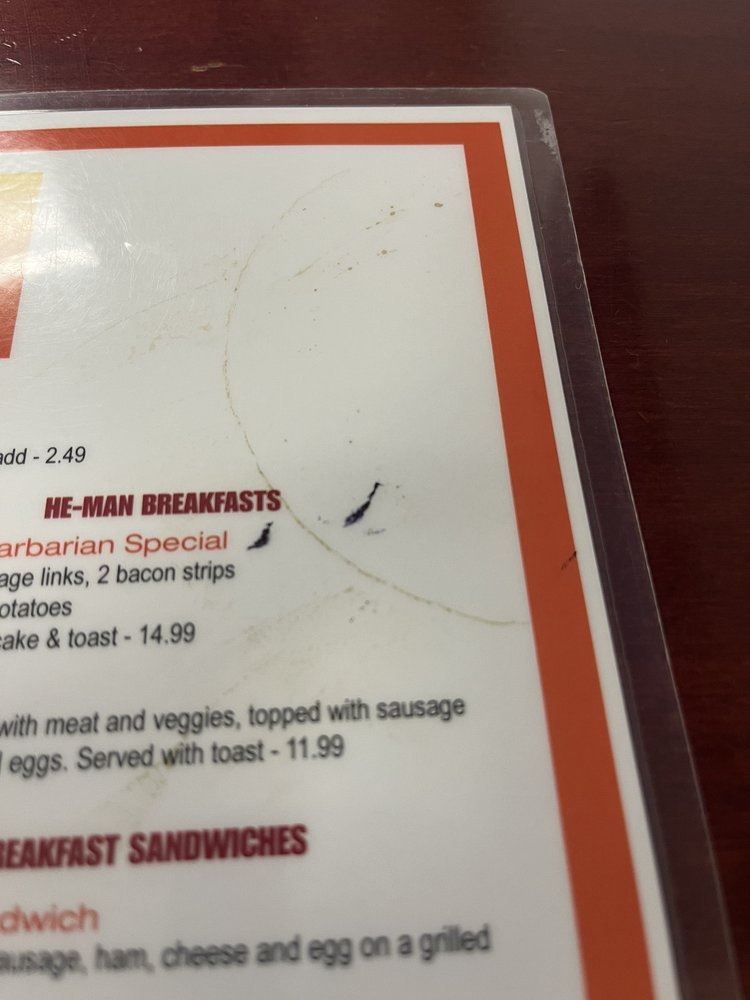 add - 2.49
HE-MAN BREAKFASTS
arbarian Special
age links, 2 bacon strips
otatoes
cake & toast - 14.99
with meat and veggies, topped with sausage
eggs. Served with toast - 11.99
REAKFAST SANDWICHES
dwich
ausage, ham, cheese and egg on a grilled